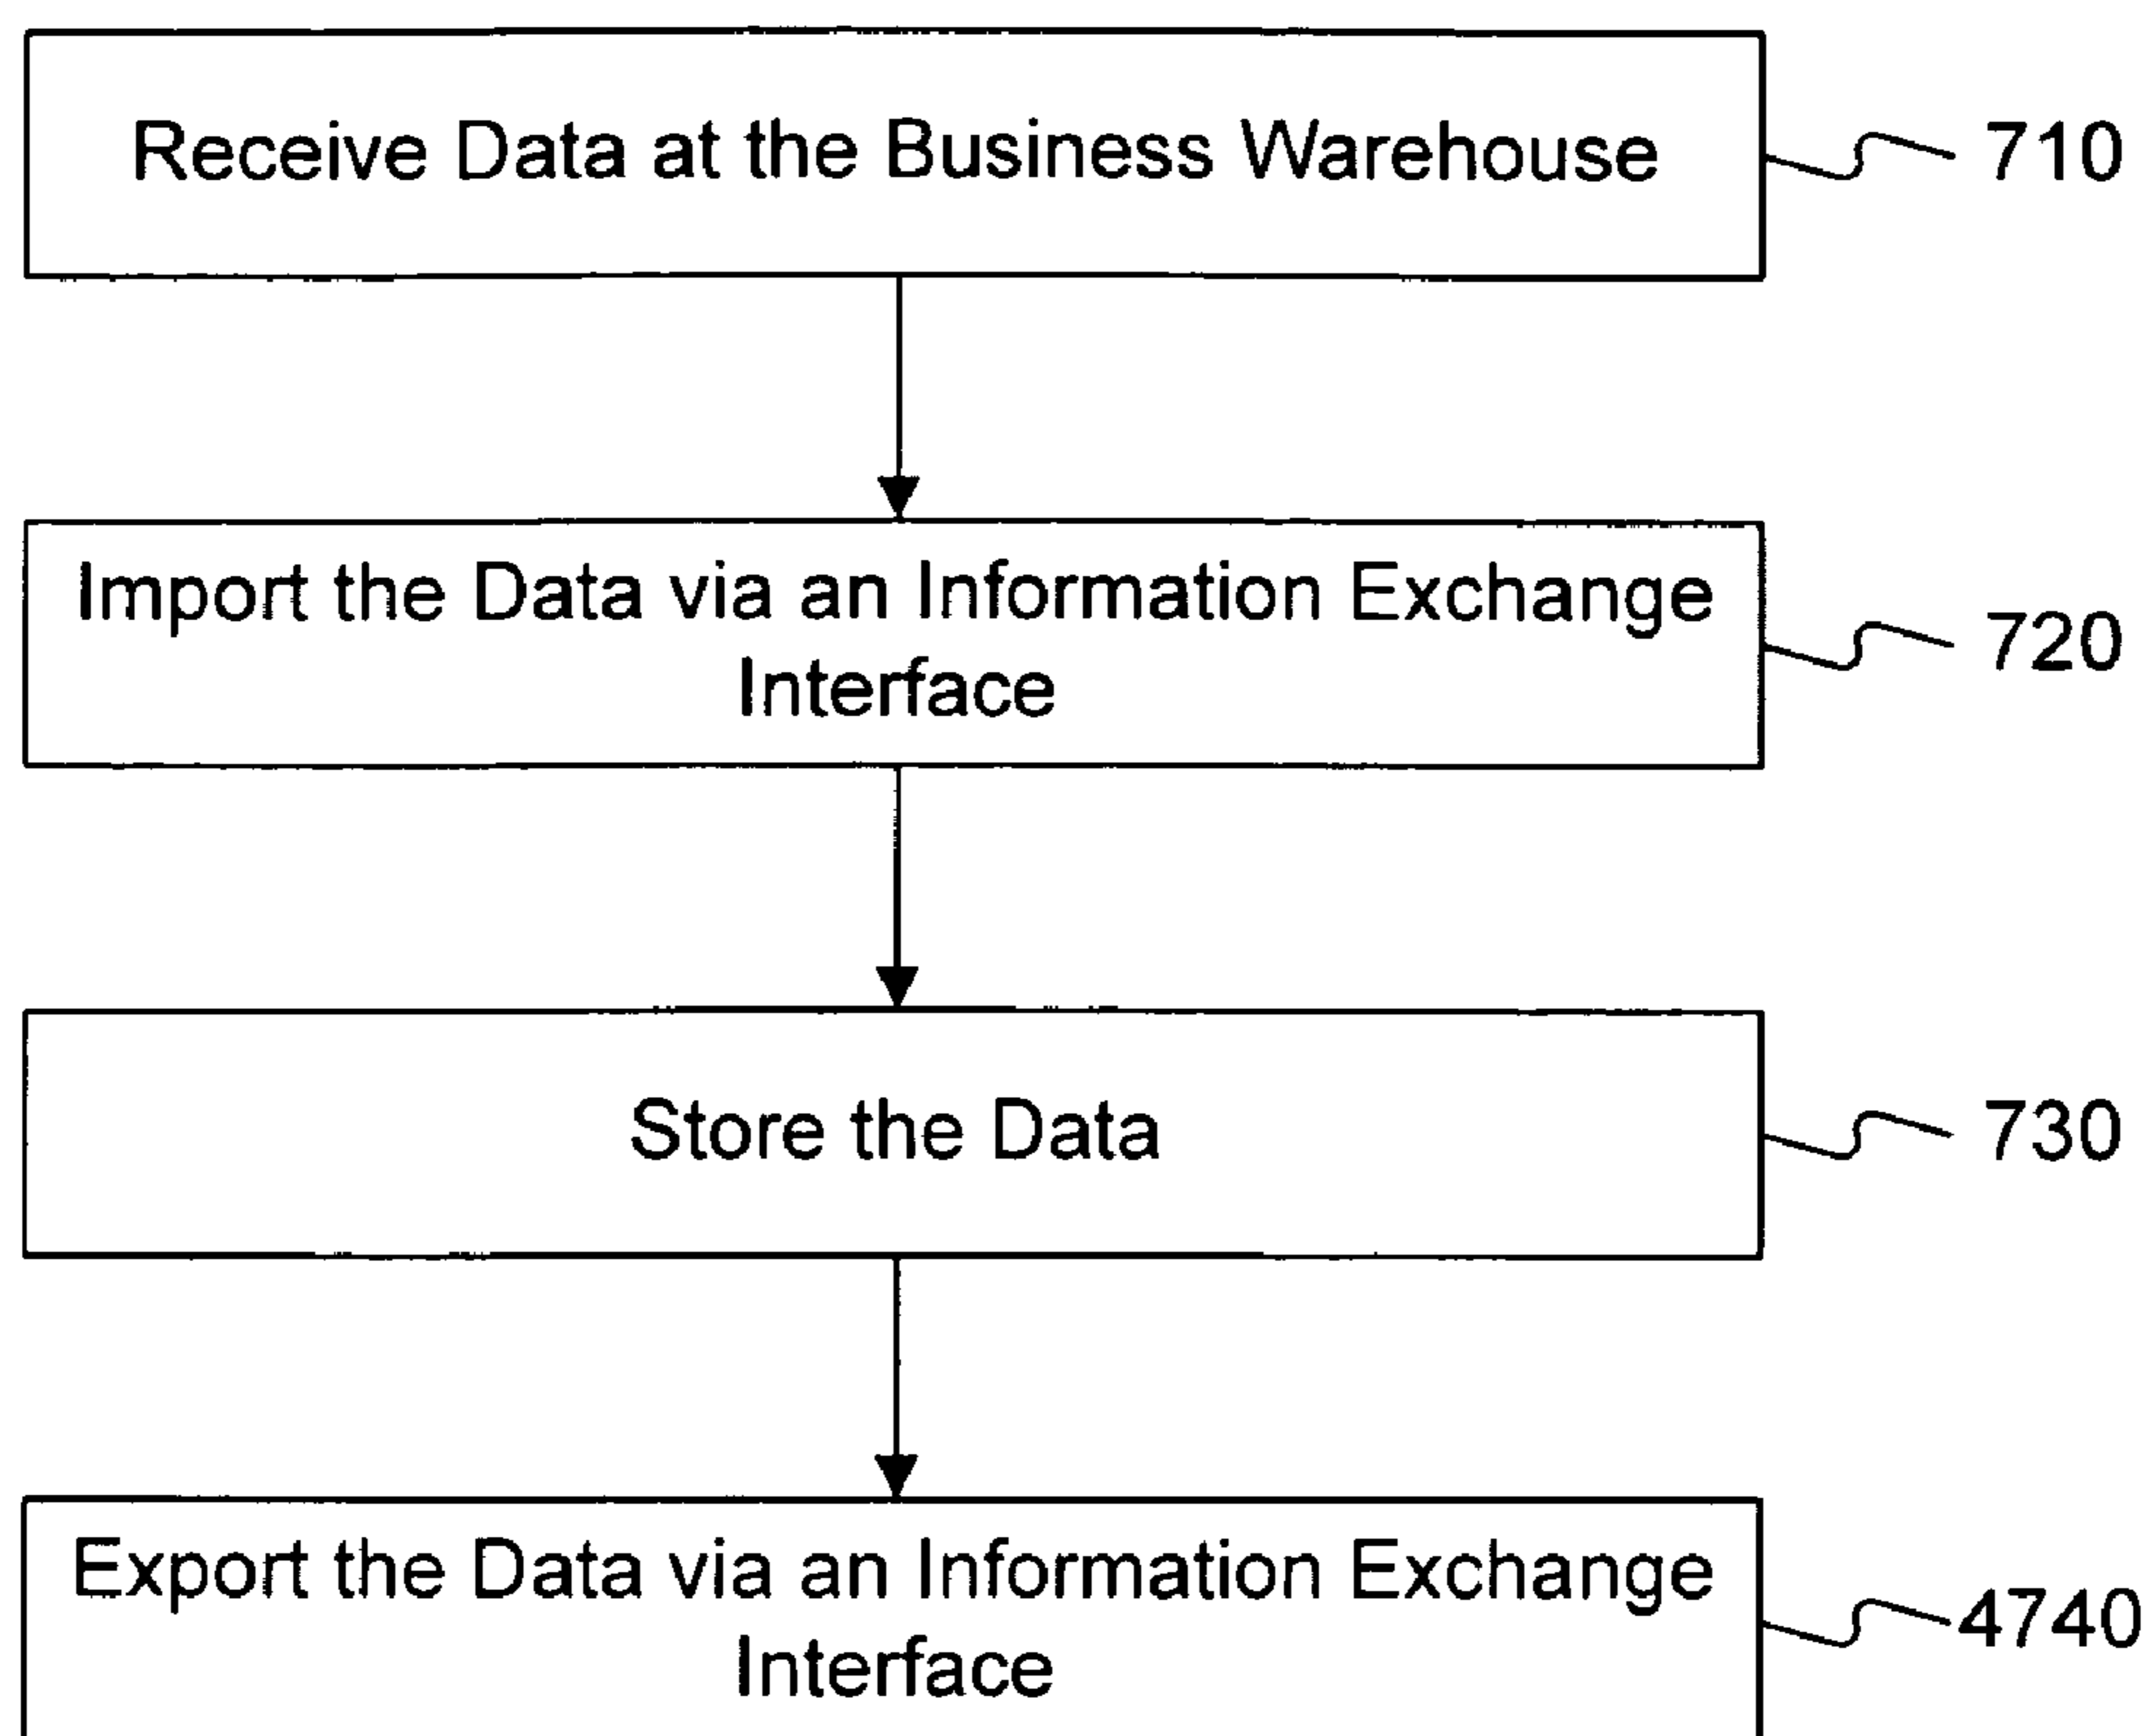 Receive Data at the Business Warehouse
710
Import the Data via an Information Exchange
Interface
720
Store the Data
730
Export the Data via an Information Exchange
Interface
4740